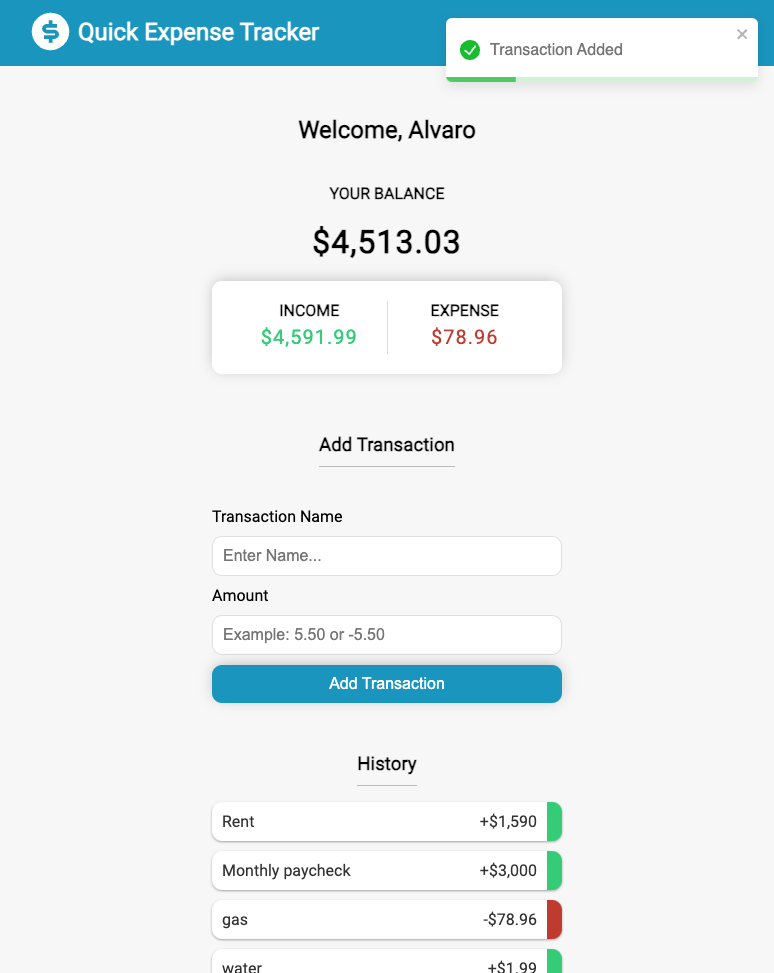 Quick Expense Tracker
Transaction Added
Welcome, Alvaro
YOUR BALANCE
$4,513.03
INCOME EXPENSE
$4,591.99 $78.96
Add Transaction
Transaction Name
Enter Name...
Amount
Example: 5.50 or -5.50
Add Transaction
History
Rent +$1,590
Monthly paycheck +$3,000
gas -$78.96
water +$1.99